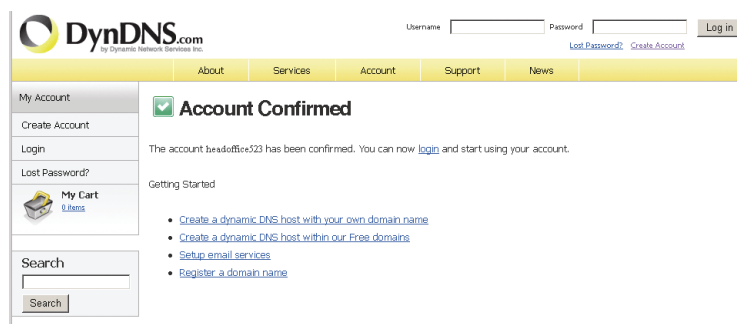 DynDNS.com
by Dynamic Network Services Inc.
Username Password Log in
Lost Password? Create Account
About Services Account Support News
My Account
Create Account
Login
Lost Password?
My Cart
0 items
Search
Search
Account Confirmed
The account headoffice523 has been confirmed. You can now login and start using your account.
Getting Started
Create a dynamic DNS host with your own domain name
Create a dynamic DNS host within our Free domains
Setup email services
Register a domain name